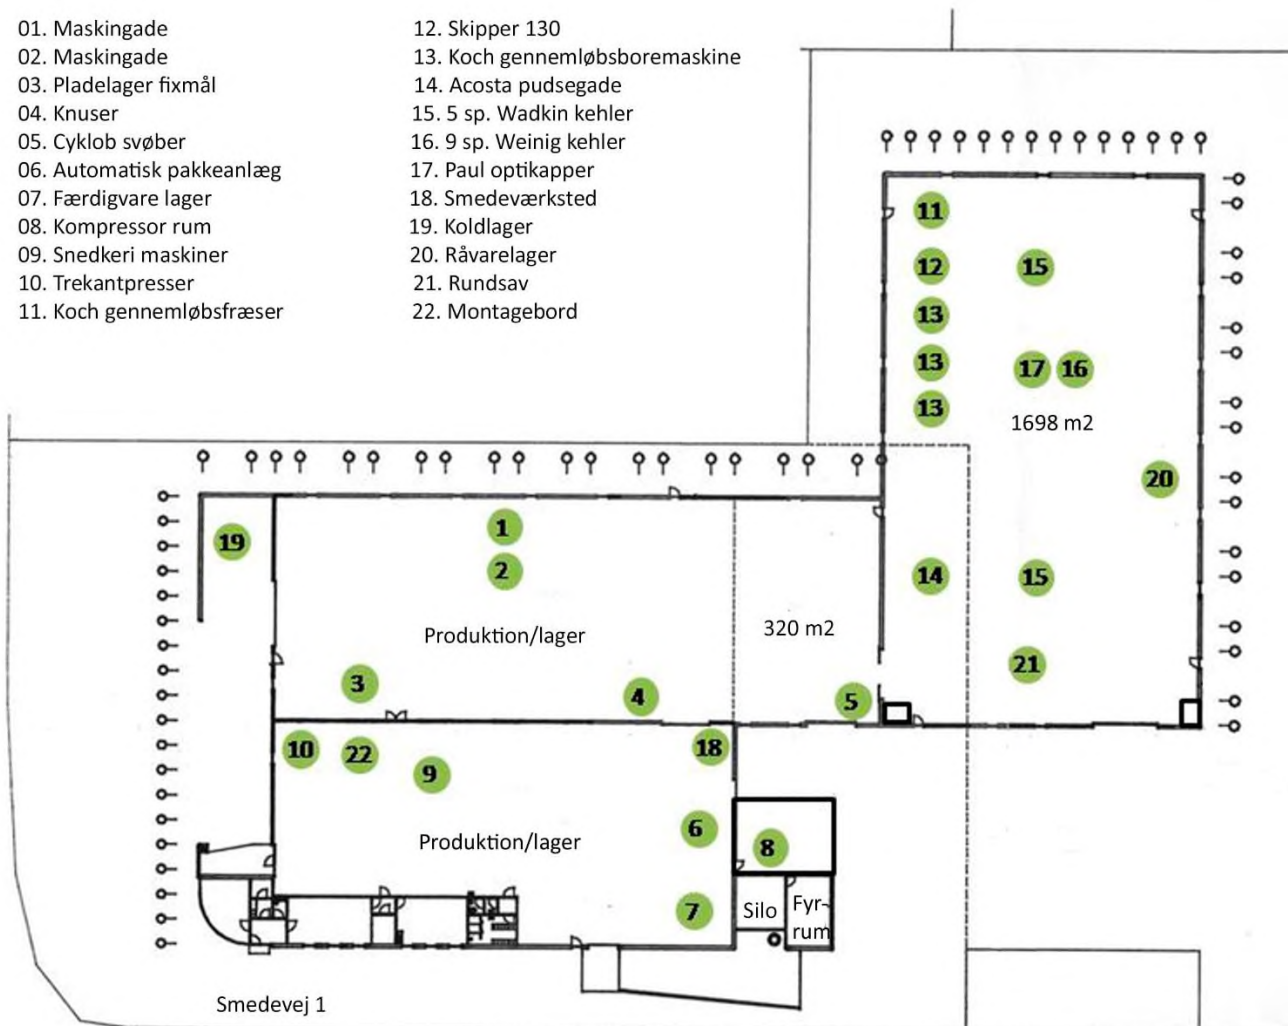 01. Maskingade
02. Maskingade
03. Pladelager fixmål
04. Knuser
05. Cyklob svøber
06. Automatisk pakkeanlæg
07. Færdigvare lager
08. Kompressor rum
09. Snedkeri maskiner
10. Trekantpresser
11. Koch gennemløbsfræser
12. Skipper 130
13. Koch gennemløbsboremaskine
14. Acosta pudsegade
15. 5 sp. Wadkin kehler
16. 9 sp. Weinig kehler
17. Paul optikapper
18. Smedeværksted
19. Koldlager
20. Råvarelager
21. Rundsav
22. Montagebord
11
12
15
13
13
17
16
13
1698 m2
20
19
1
2
14
15
Produktion/lager
320 m2
21
3
4
5
10
22
9
18
6
Produktion/lager
8
7
Silo
Fyr-
rum
Smedevej 1